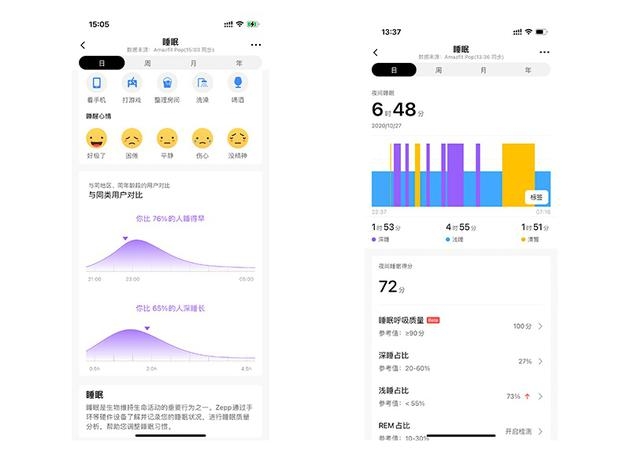 15:05
睡眠
数据来源：Amazfit Pop(15:03 同步)
日 周 月 年
看手机 打游戏 整理房间 洗澡 喝酒
睡醒心情
好极了 困倦 平静 伤心 没精神
与同地区、同年龄段的用户对比
与同类用户对比
你比 76%的人睡得早
21:00 23:00 05:00
你比 65%的人深睡长
0.5h 2.0h 4.5h
睡眠
睡眠是生物维持生命活动的重要行为之一。Zepp通过手
环等硬件设备了解并记录您的睡眠状况，进行睡眠质量
分析，帮助您调整睡眠习惯。
13:37
睡眠
数据来源：Amazfit Pop(13:36 同步)
日 周 月 年
夜间睡眠
6 时 48 分
2020/10/27
标签
22:37 07:16
1时53分 4时55分 1时51分
深睡 浅睡 清醒
夜间睡眠得分
72 分
睡眠呼吸质量 Beta
参考值：≥90分
100分
深睡占比
参考值：20-60%
27%
浅睡占比
参考值：< 55%
73%
REM 占比
参考值：10-30%
开启检测